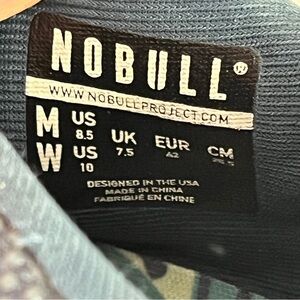 NOBULL®
WWW.NOBULLPROJECT.COM
M US 8.5 UK 7.5 EUR 42 CM
W US 10
DESIGNED IN THE USA
MADE IN CHINA
FABRIQUÉ EN CHINE